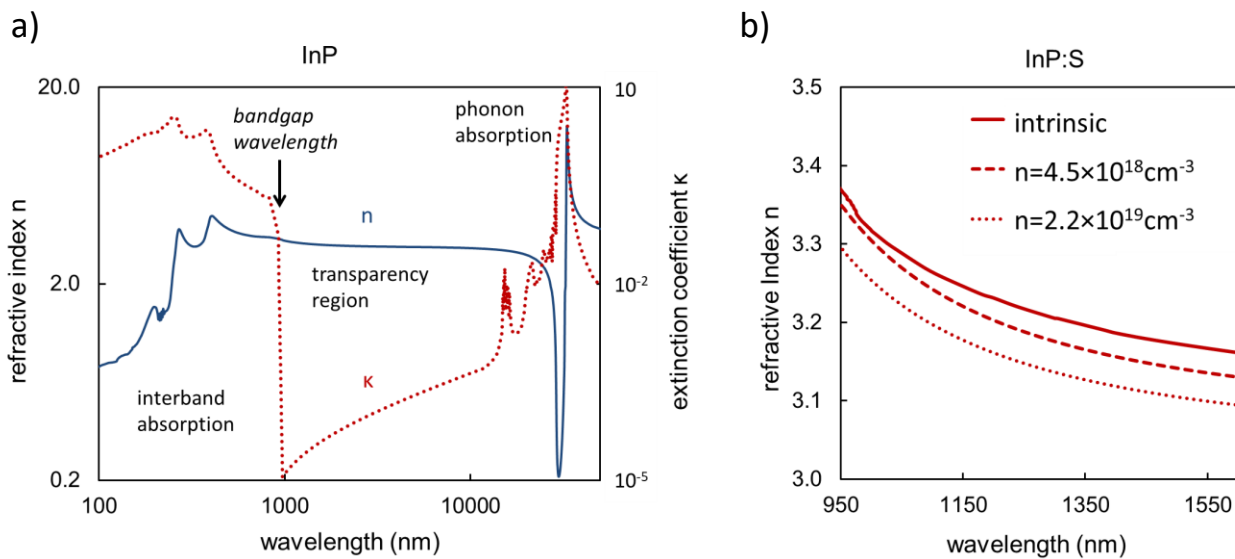 a)
InP
20.0
2.0
0.2
refractive index n
100
1000
10000
wavelength (nm)
10
10⁻²
10⁻⁵
extinction coefficient κ
bandgap
wavelength
phonon
absorption
n
transparency
region
κ
interband
absorption
b)
InP:S
3.5
3.4
3.3
3.2
3.1
3.0
refractive Index n
950
1150
1350
1550
wavelength (nm)
intrinsic
n=4.5×10¹⁸cm⁻³
n=2.2×10¹⁹cm⁻³